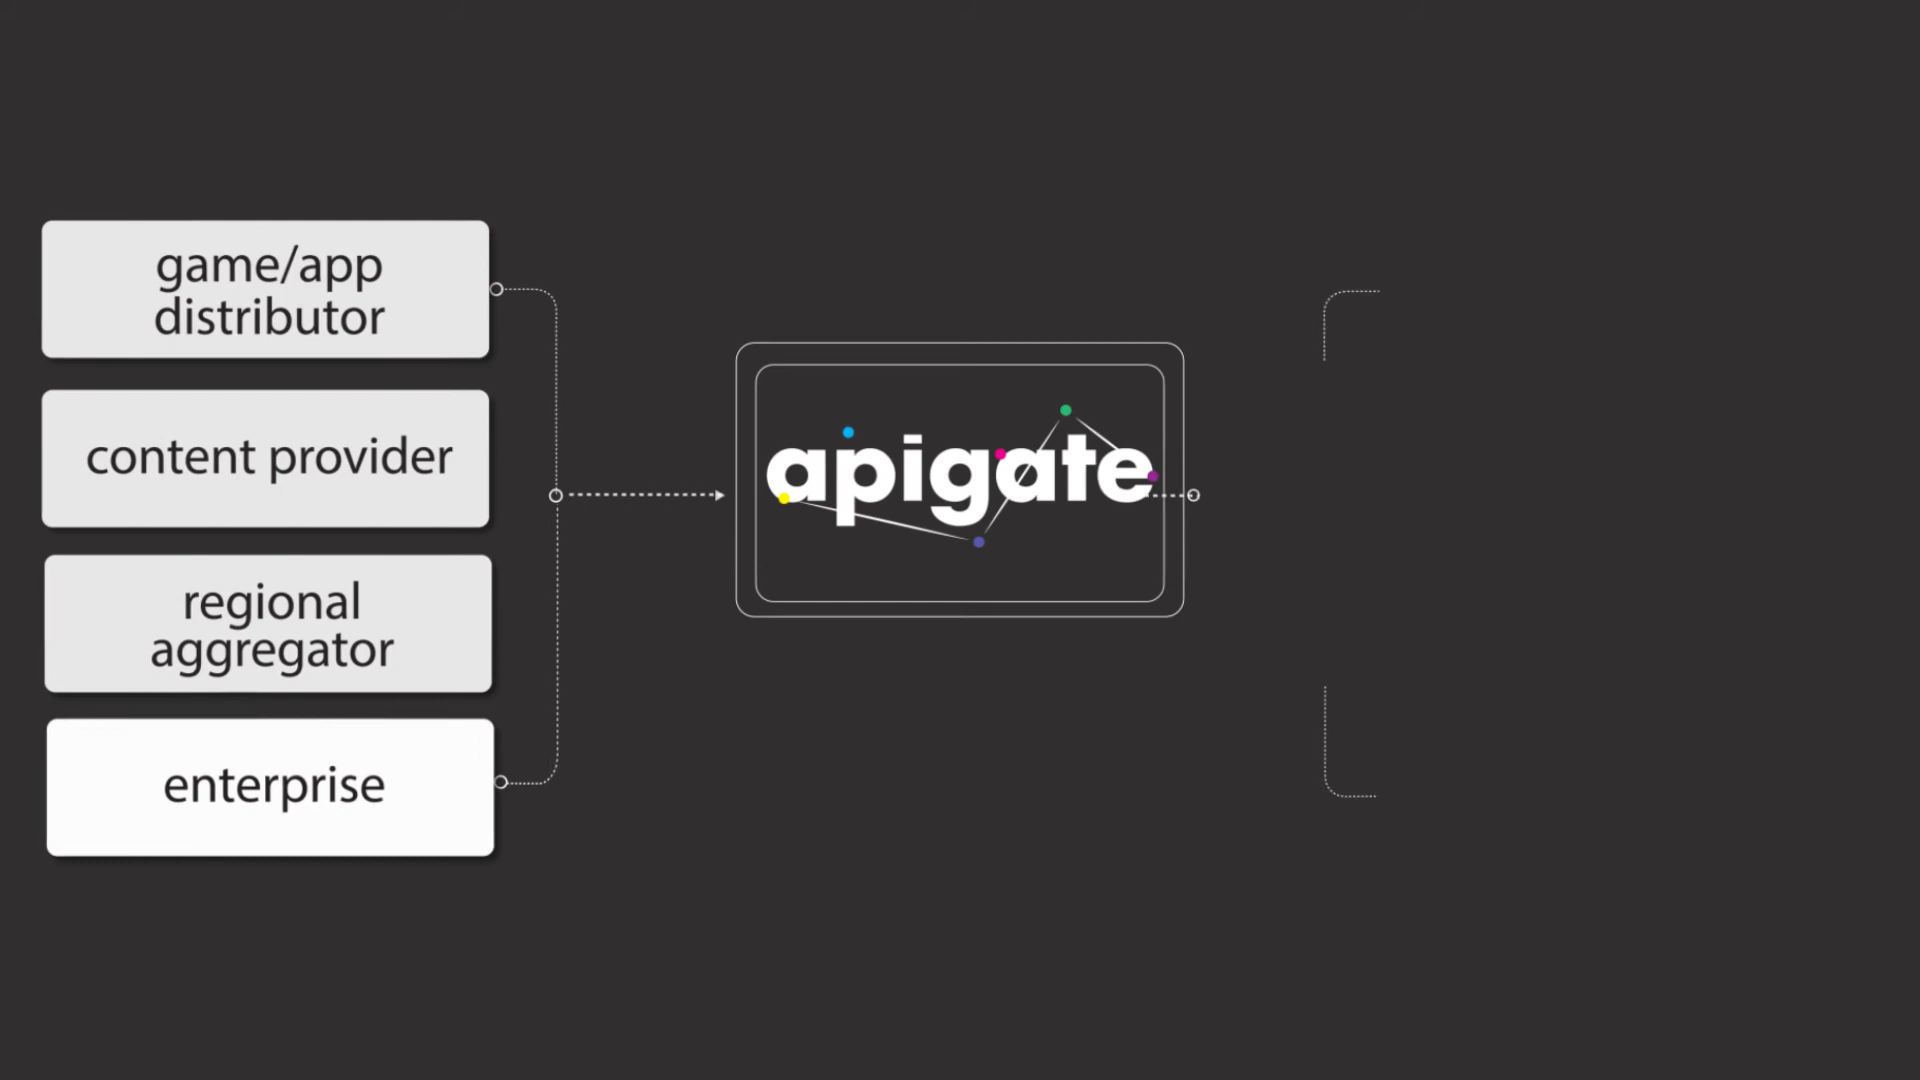 game/app
distributor
content provider
regional
aggregator
enterprise
apigate